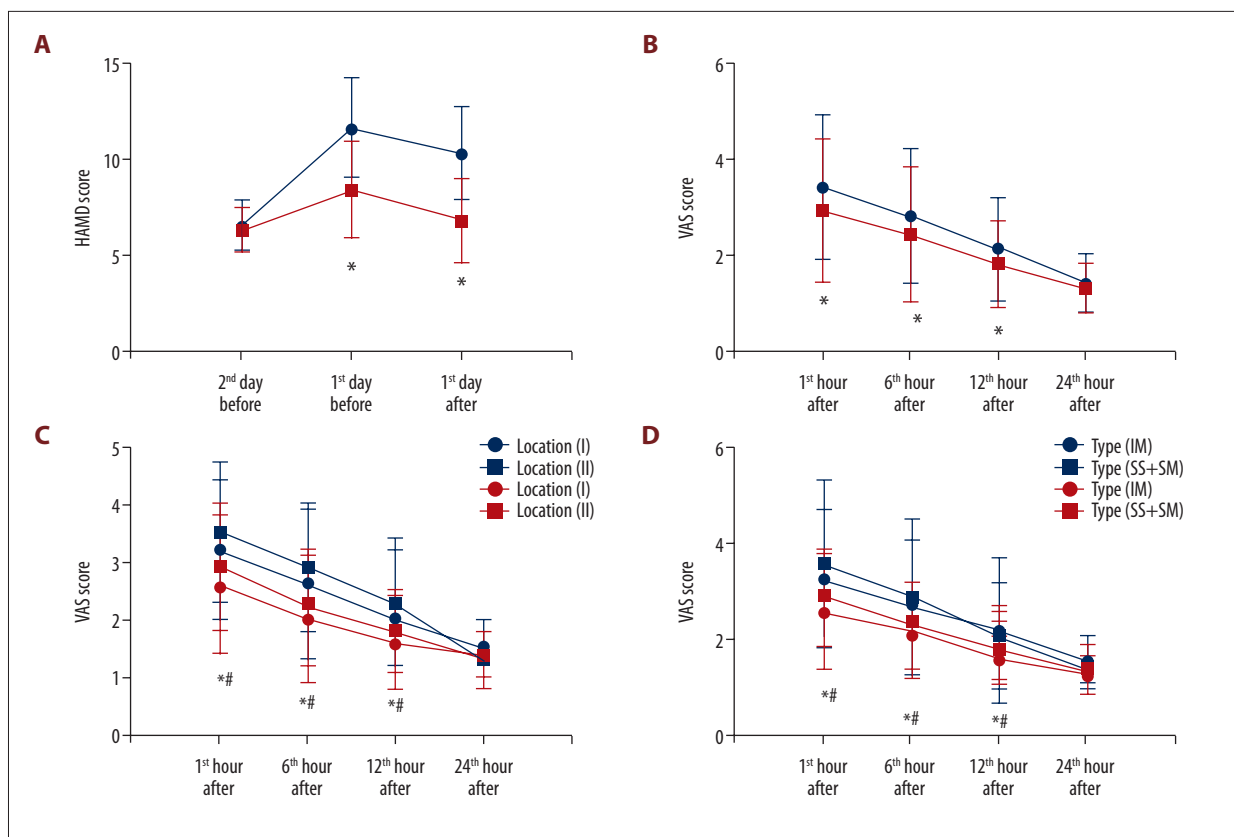 A
HAMD score
15
10
5
0
*
*
2nd day before
1st day before
1st day after
B
VAS score
6
4
2
0
*
*
*
1st hour after
6th hour after
12th hour after
24th hour after
C
VAS score
5
4
3
2
1
0
Location (I)
Location (II)
Location (I)
Location (II)
*#
*#
*#
1st hour after
6th hour after
12th hour after
24th hour after
D
VAS score
6
4
2
0
Type (IM)
Type (SS+SM)
Type (IM)
Type (SS+SM)
*#
*#
*#
1st hour after
6th hour after
12th hour after
24th hour after